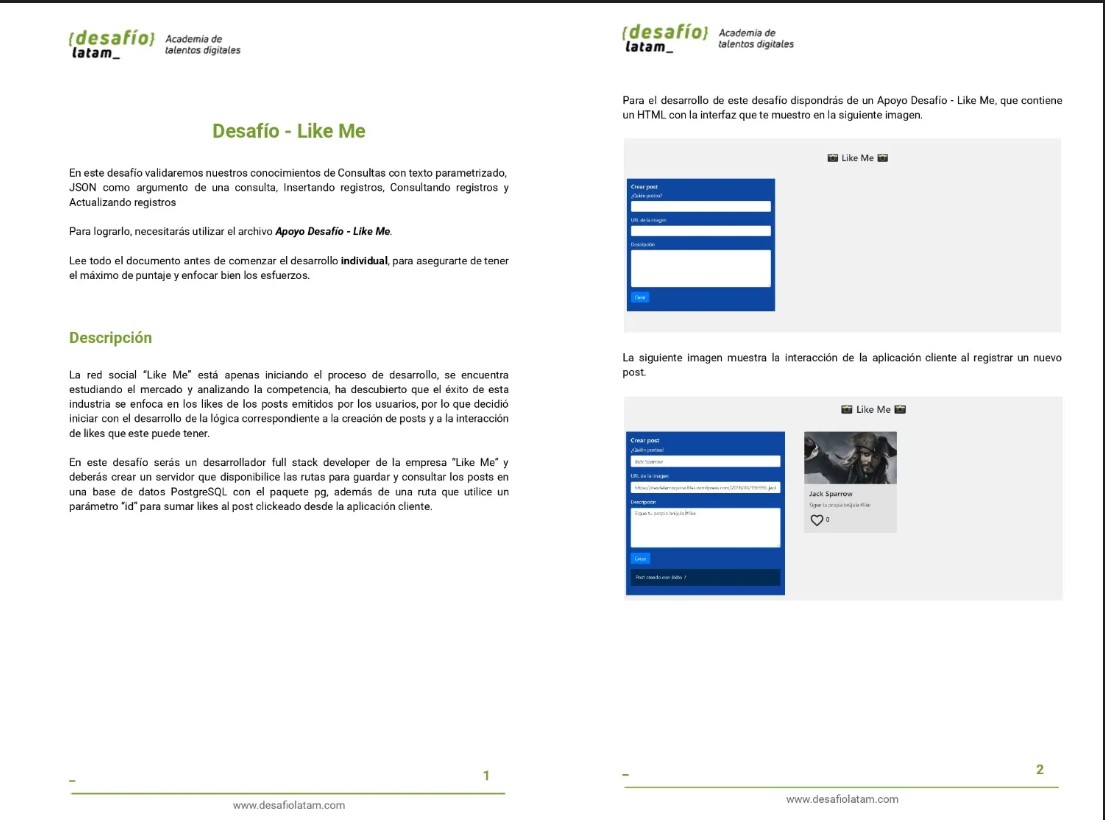 {desafío}
latam_
Academia de
talentos digitales
Desafío - Like Me
En este desafío validaremos nuestros conocimientos de Consultas con texto parametrizado,
JSON como argumento de una consulta, Insertando registros, Consultando registros y
Actualizando registros
Para lograrlo, necesitarás utilizar el archivo Apoyo Desafío - Like Me.
Lee todo el documento antes de comenzar el desarrollo individual, para asegurarte de tener
el máximo de puntaje y enfocar bien los esfuerzos.
Descripción
La red social “Like Me” está apenas iniciando el proceso de desarrollo, se encuentra
estudiando el mercado y analizando la competencia, ha descubierto que el éxito de esta
industria se enfoca en los likes de los posts emitidos por los usuarios, por lo que decidió
iniciar con el desarrollo de la lógica correspondiente a la creación de posts y a la interacción
de likes que este puede tener.
En este desafío serás un desarrollador full stack developer de la empresa “Like Me” y
deberás crear un servidor que disponibilice las rutas para guardar y consultar los posts en
una base de datos PostgreSQL con el paquete pg, además de una ruta que utilice un
parámetro “id” para sumar likes al post clickeado desde la aplicación cliente.
_
1
www.desafiolatam.com
{desafío}
latam_
Academia de
talentos digitales
Para el desarrollo de este desafío dispondrás de un Apoyo Desafío - Like Me, que contiene
un HTML con la interfaz que te muestro en la siguiente imagen.
Like Me
Crear post
¿Quién postea?
URL de la imagen
Descripción
Crear
La siguiente imagen muestra la interacción de la aplicación cliente al registrar un nuevo
post.
Like Me
Crear post
¿Quién postea?
Jack Sparrow
URL de la imagen
Descripción
Sigue tu propia brújula
Crear
Post creado con éxito
Jack Sparrow
Sigue tu propia brújula
0
_
2
www.desafiolatam.com